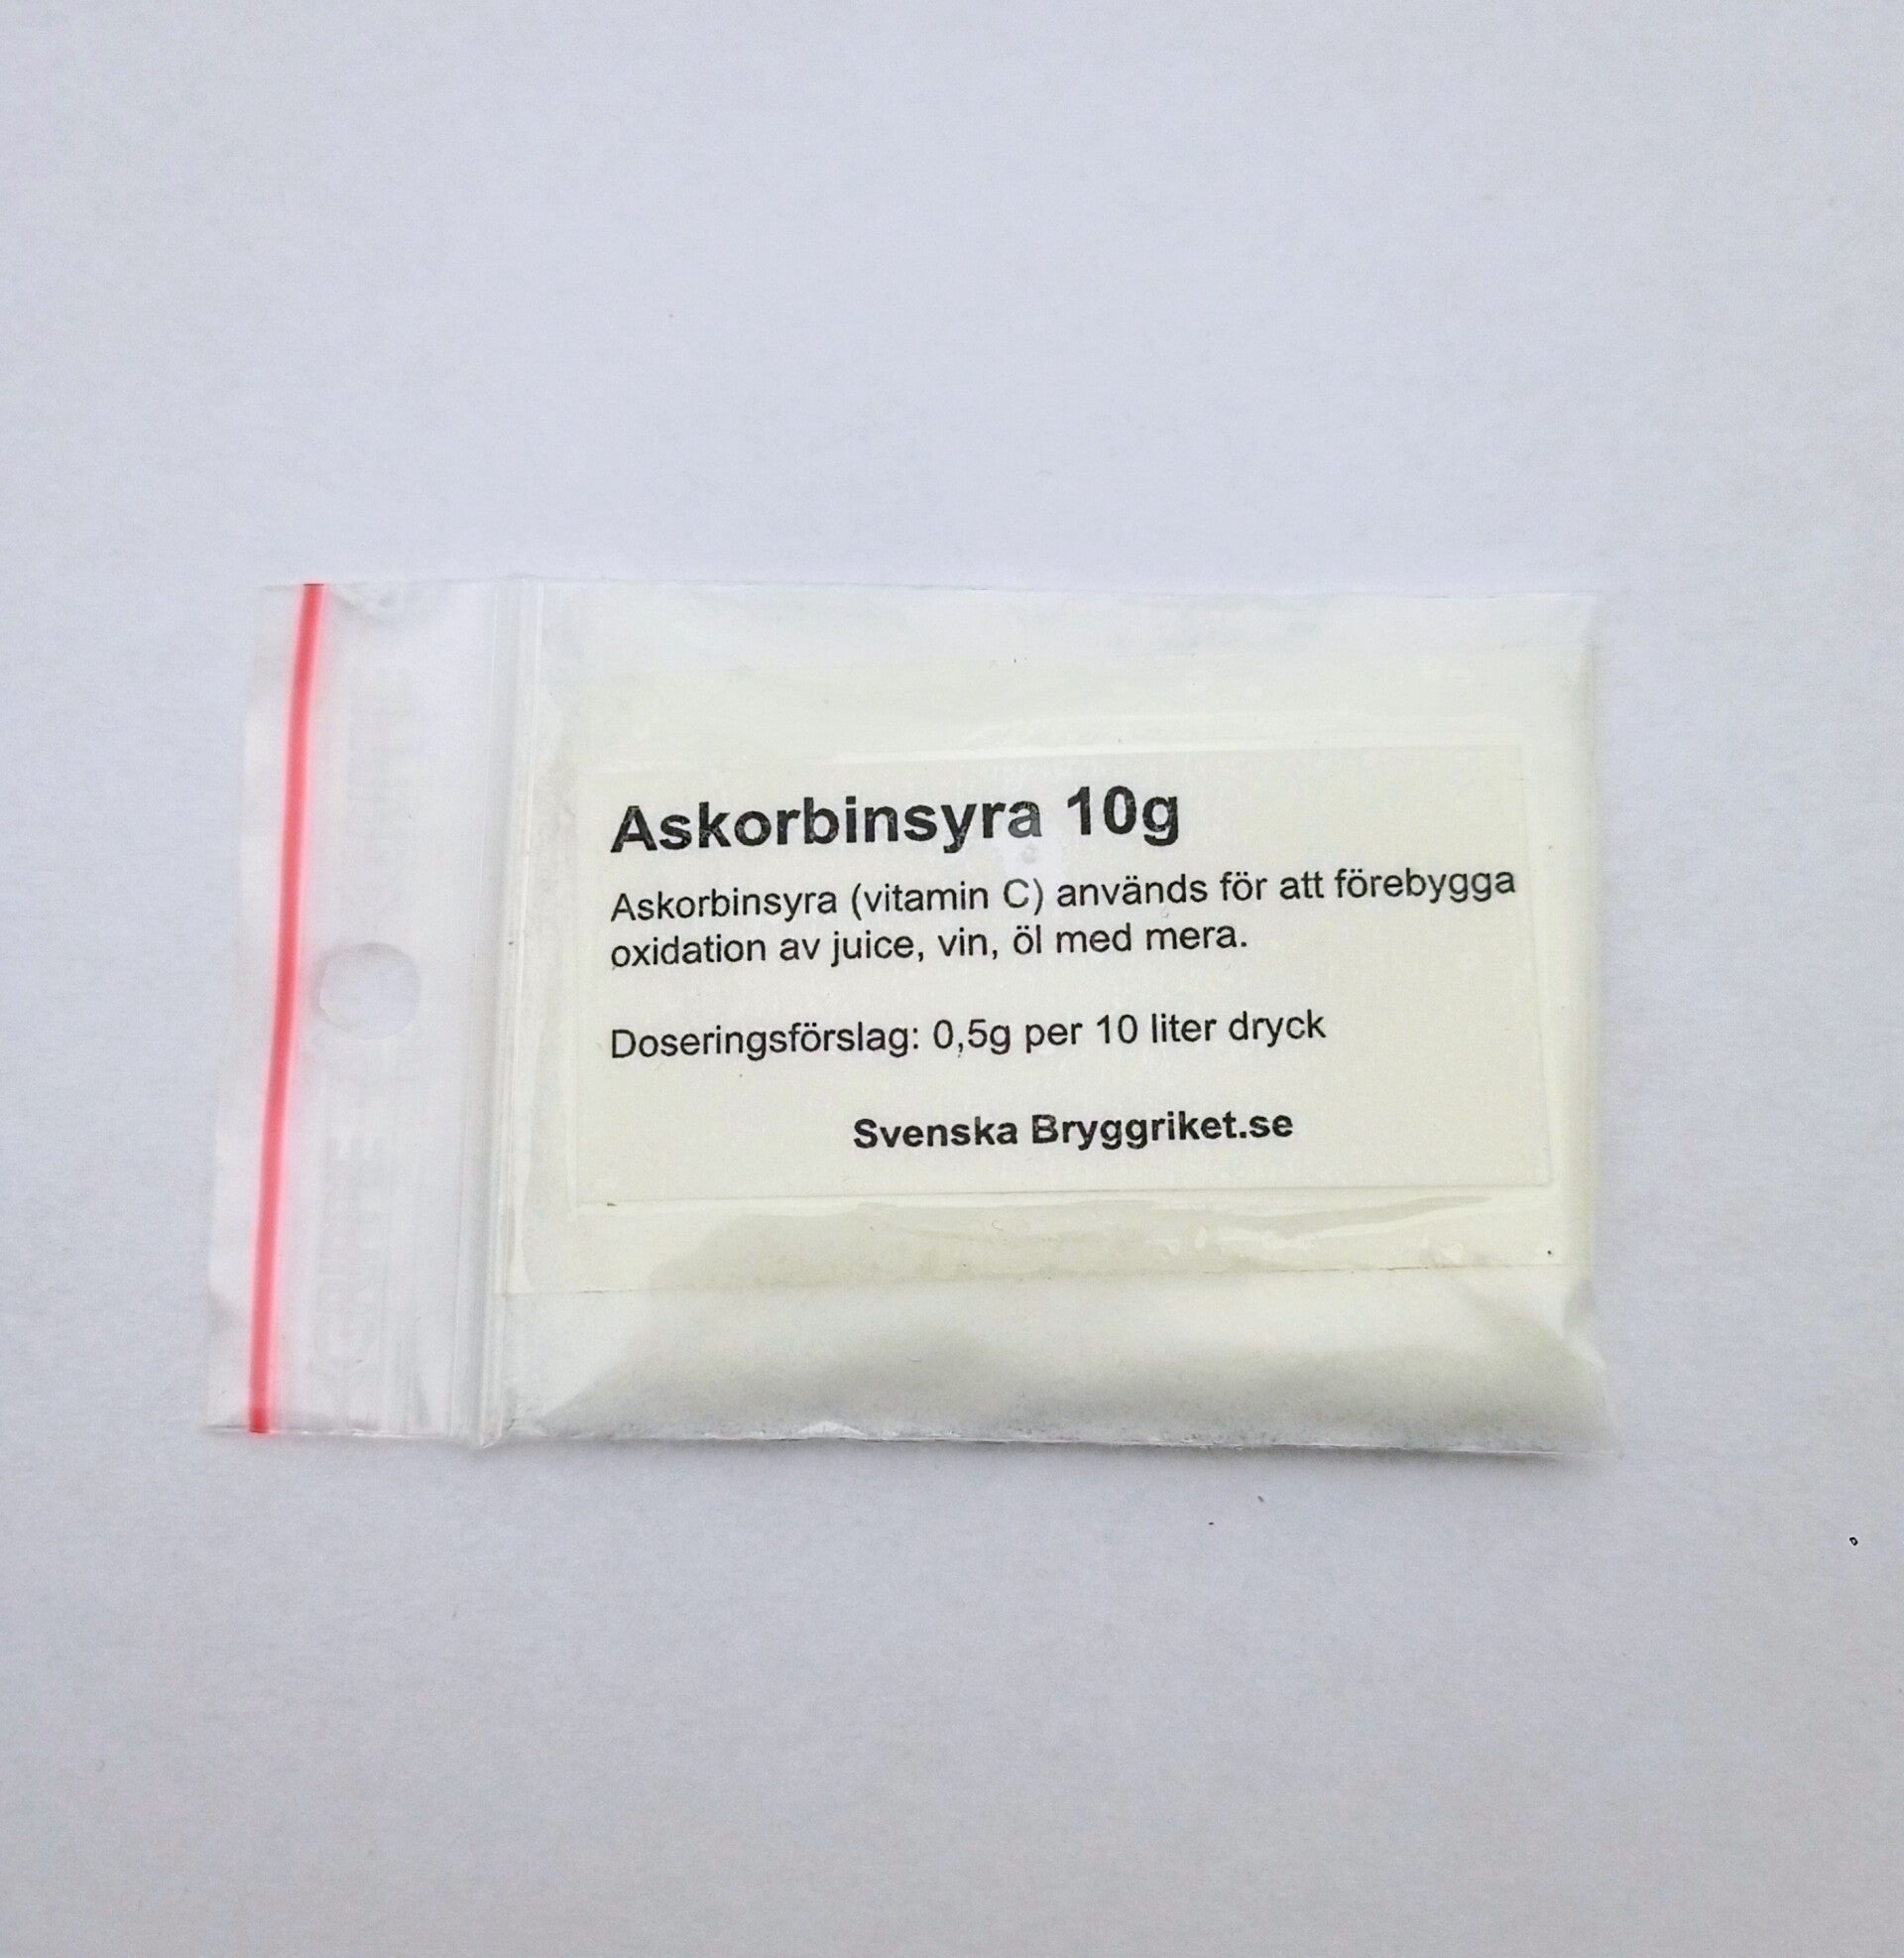 Askorbinsyra 10g
Askorbinsyra (vitamin C) används för att förebygga
oxidation av juice, vin, öl med mera.
Doseringsförslag: 0,5g per 10 liter dryck
Svenska Bryggriket.se